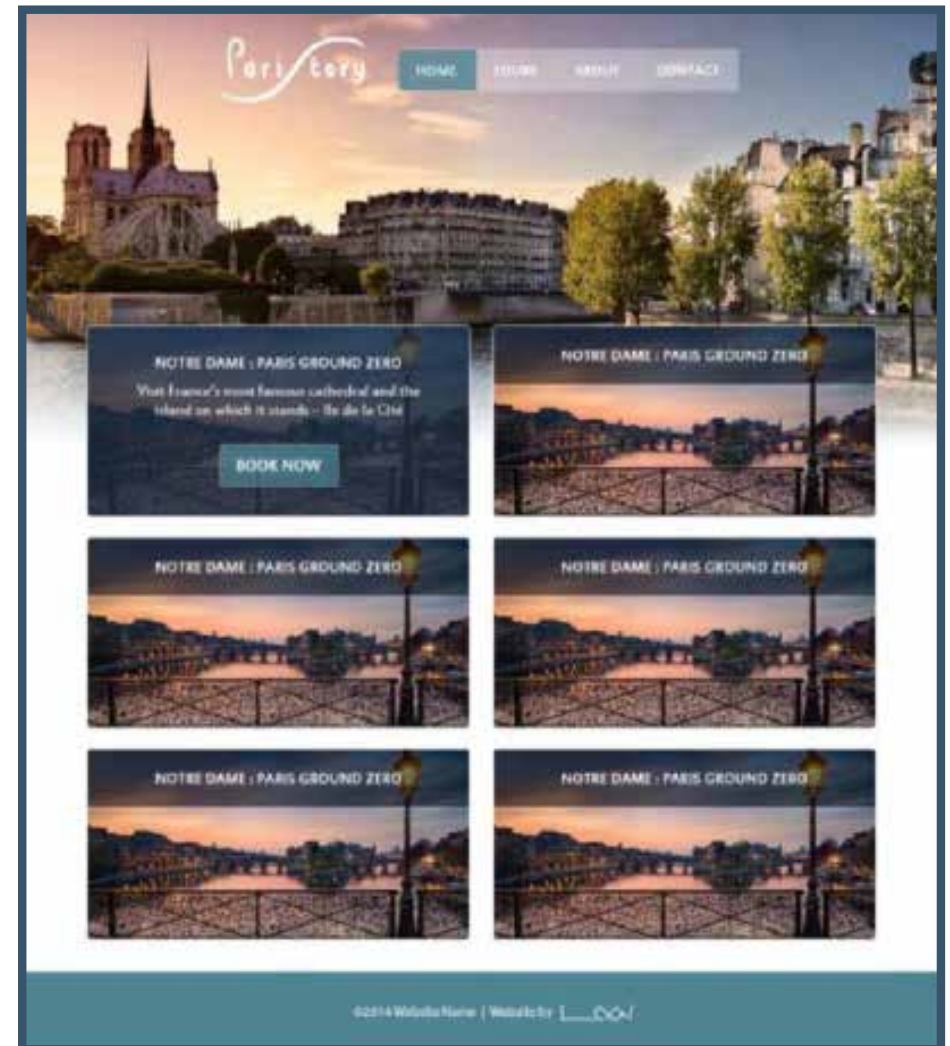 ParisStory
HOME TOURS ABOUT CONTACT
NOTRE DAME : PARIS GROUND ZERO
Visit France's most famous cathedral and the
island on which it stands – Ile de la Cité
BOOK NOW
NOTRE DAME : PARIS GROUND ZERO
NOTRE DAME : PARIS GROUND ZERO
NOTRE DAME : PARIS GROUND ZERO
NOTRE DAME : PARIS GROUND ZERO
NOTRE DAME : PARIS GROUND ZERO
©2014 Website Name | Website by